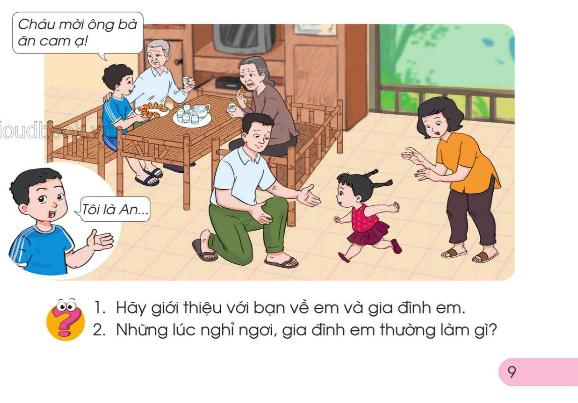 Cháu mời ông bà
ăn cam ạ!
Tôi là An...
1. Hãy giới thiệu với bạn về em và gia đình em.
2. Những lúc nghỉ ngơi, gia đình em thường làm gì?
9